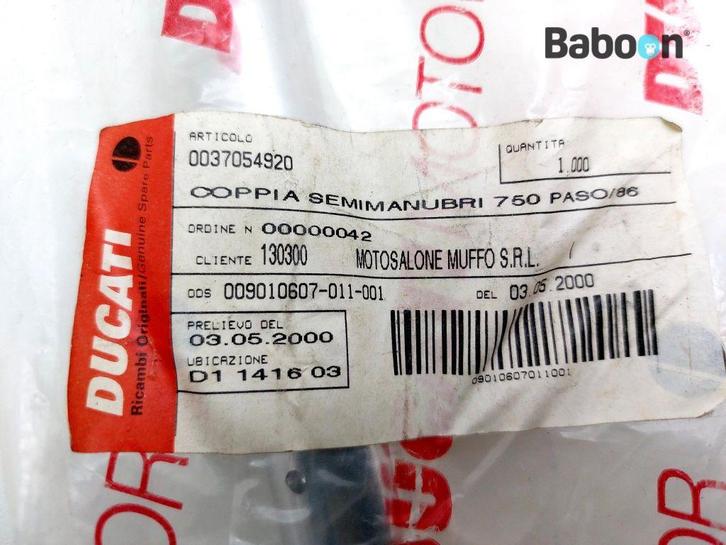 Baboon®
DUCATI
Ricambi Originali/Genuine Spare Parts
ARTICOLO
0037054920
QUANTITA
1.000
COPPIA SEMIMANUBRI 750 PASO/86
ORDINE N 00000042
CLIENTE 130300 MOTOSALONE MUFFO S.R.L. /
DDS 009010607-011-001 DEL 03.05.2000
PRELIEVO DEL
03.05.2000
UBICAZIONE
D1 1416 03
09010607011001
MOTOR